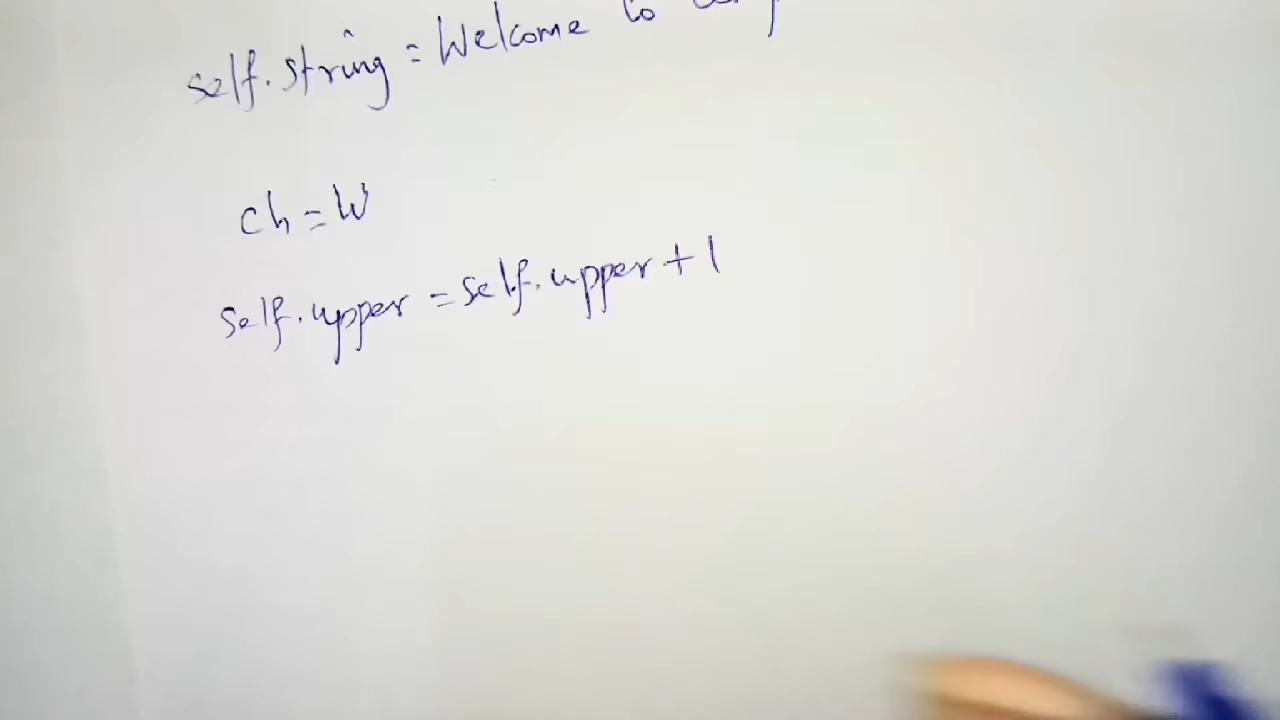 self.string = Welcome to
ch = W
self.upper = self.upper + 1